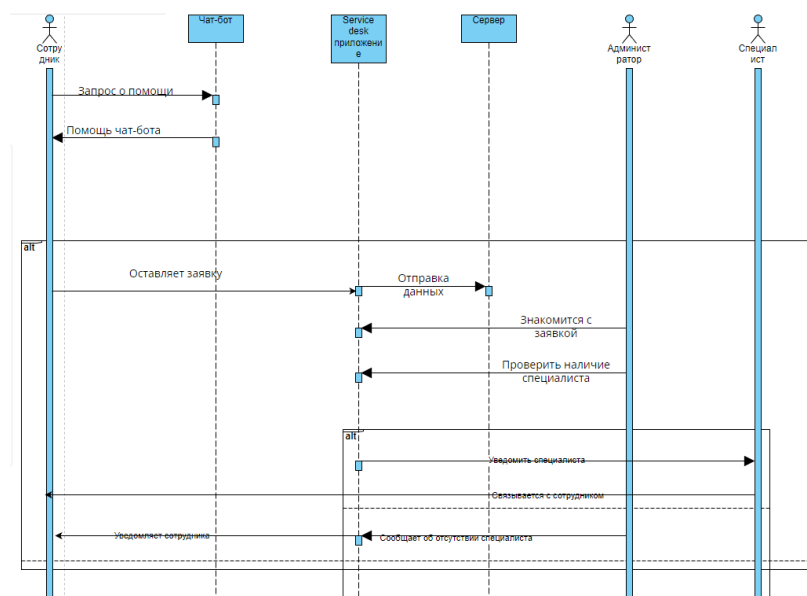 Сотру
дник
Чат-бот
Service
desk
приложени
е
Сервер
Админист
ратор
Специал
ист
Запрос о помощи
Помощь чат-бота
alt
Оставляет заявку
Отправка
данных
Знакомится с
заявкой
Проверить наличие
специалиста
alt
Уведомить специалиста
Связывается с сотрудником
Уведомляет сотрудника
Сообщает об отсутствии специалиста